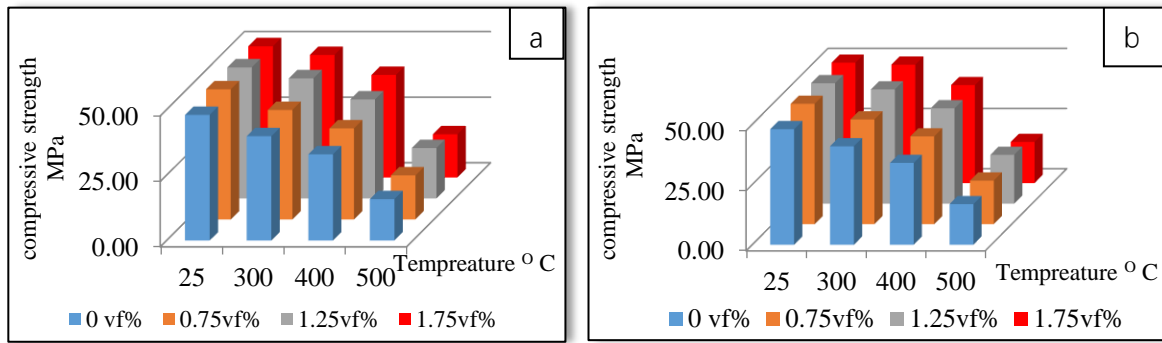 a
compressive strength
MPa
50.00
25.00
0.00
25 300 400 500
Tempreature ᴼ C
0 vf% 0.75vf% 1.25vf% 1.75vf%
b
compressive strength
MPa
50.00
25.00
0.00
25 300 400 500
Tempreature ᴼ C
0 vf% 0.75vf% 1.25vf% 1.75vf%